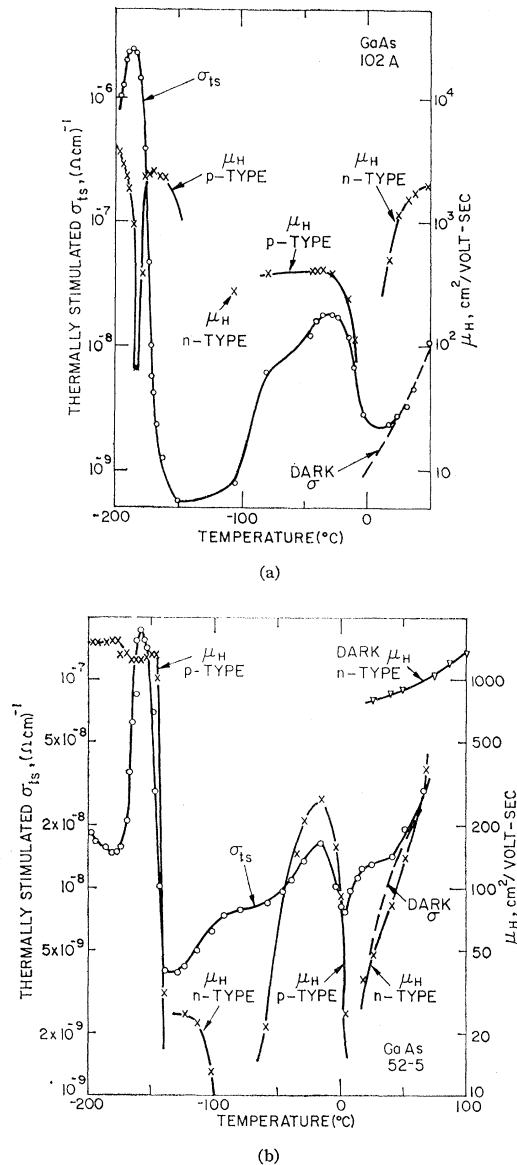 GaAs
102 A
σts
μH
p-TYPE
μH
n-TYPE
μH
p-TYPE
μH
n-TYPE
DARK
σ
THERMALLY STIMULATED σts, (Ω cm)⁻¹
10⁻⁶
10⁻⁷
10⁻⁸
10⁻⁹
μH, cm²/VOLT-SEC
10⁴
10³
10²
10
-200
-100
0
TEMPERATURE(°C)
(a)
DARK μH
n-TYPE
μH
p-TYPE
σts
DARK
σ
μH
n-TYPE
μH
p-TYPE
μH
n-TYPE
GaAs
52-5
THERMALLY STIMULATED σts, (Ω cm)⁻¹
10⁻⁷
5x10⁻⁸
2x10⁻⁸
10⁻⁸
5x10⁻⁹
2x10⁻⁹
10⁻⁹
μH, cm²/VOLT-SEC
1000
500
200
100
50
20
10
-200
-100
0
100
TEMPERATURE(°C)
(b)